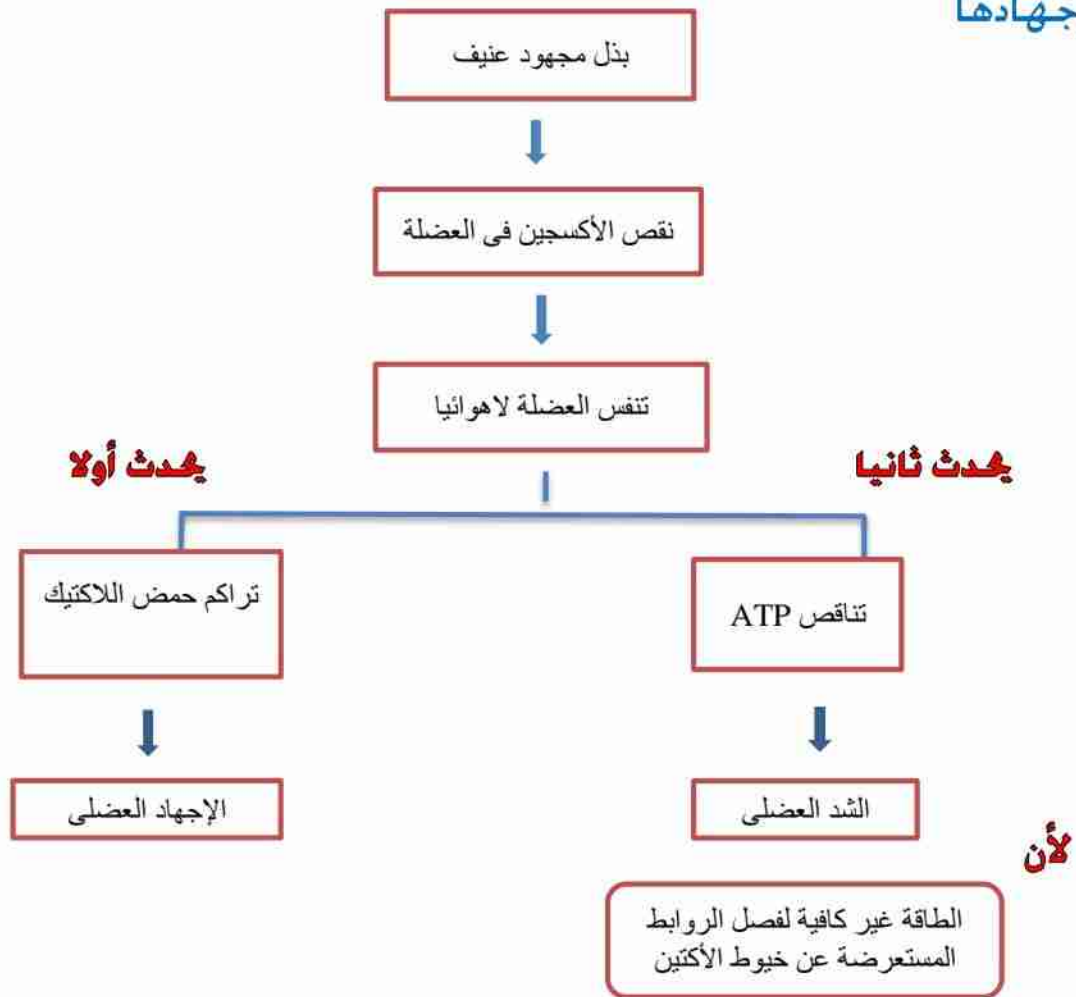 جهادها
بذل مجهود عنيف
نقص الأكسجين فى العضلة
تنفس العضلة لاهوائيا
يحدث ثانيا
يحدث أولا
تناقص ATP
تراكم حمض اللاكتيك
الشد العضلى
الإجهاد العضلى
لأن
الطاقة غير كافية لفصل الروابط
المستعرضة عن خيوط الأكتين